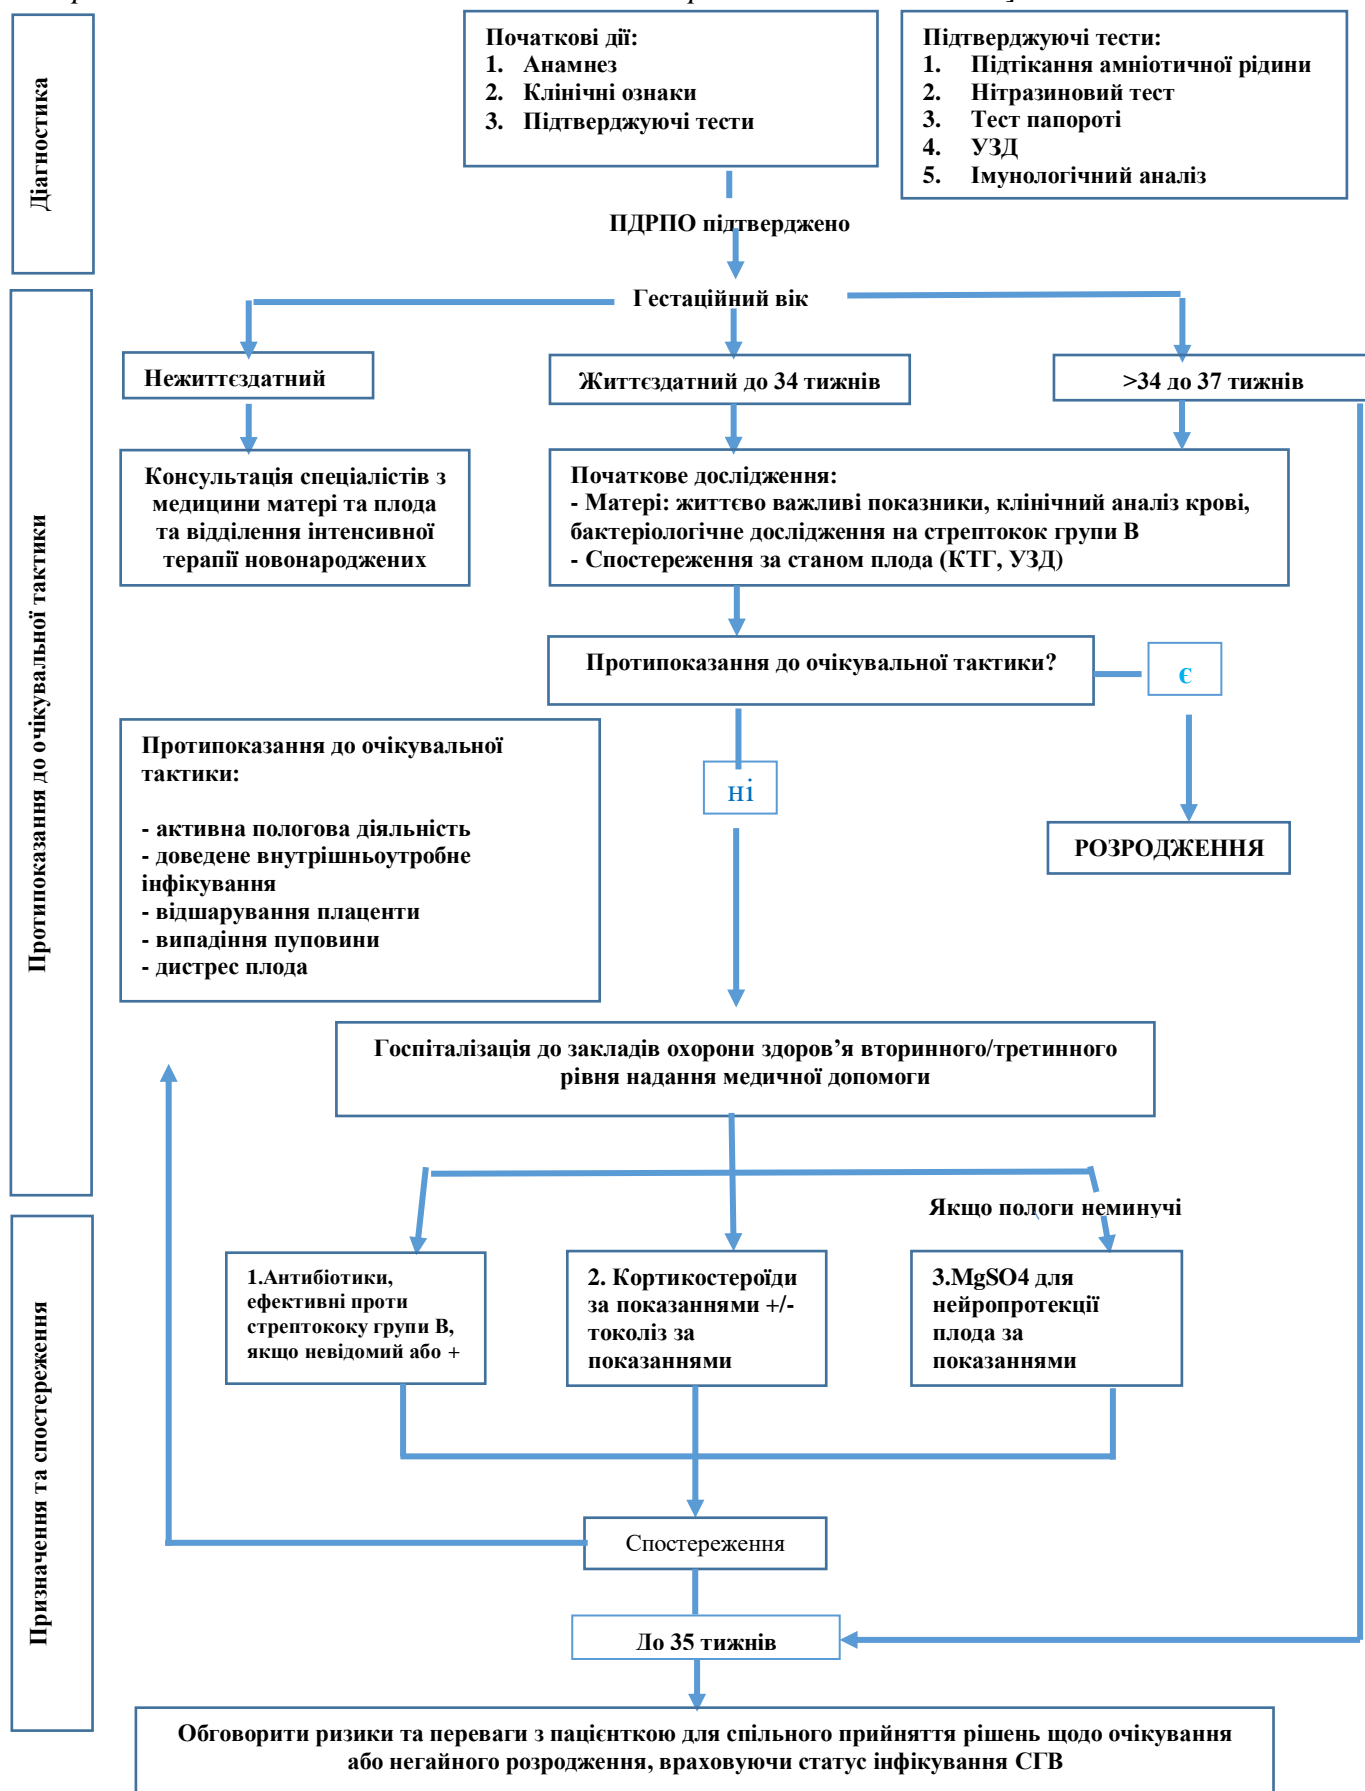 Діагностика
Початкові дії:
1. Анамнез
2. Клінічні ознаки
3. Підтверджуючі тести
Підтверджуючі тести:
1. Підтікання амніотичної рідини
2. Нітразиновий тест
3. Тест папороті
4. УЗД
5. Імунологічний аналіз
ПДРПО підтверджено
Протипоказання до очікувальної тактики
Гестаційний вік
Нежиттєздатний
Життєздатний до 34 тижнів
>34 до 37 тижнів
Консультація спеціалістів з
медицини матері та плода
та відділення інтенсивної
терапії новонароджених
Початкове дослідження:
- Матері: життєво важливі показники, клінічний аналіз крові,
бактеріологічне дослідження на стрептокок групи В
- Спостереження за станом плода (КТГ, УЗД)
Протипоказання до очікувальної тактики?
є
ні
РОЗРОДЖЕННЯ
Протипоказання до очікувальної
тактики:
- активна пологова діяльність
- доведене внутрішньоутробне
інфікування
- відшарування плаценти
- випадіння пуповини
- дистрес плода
Госпіталізація до закладів охорони здоров’я вторинного/третинного
рівня надання медичної допомоги
Призначення та спостереження
Якщо пологи неминучі
1.Антибіотики,
ефективні проти
стрептококу групи В,
якщо невідомий або +
2. Кортикостероїди
за показаннями +/-
токоліз за
показаннями
3.MgSO4 для
нейропротекції
плода за
показаннями
Спостереження
До 35 тижнів
Обговорити ризики та переваги з пацієнткою для спільного прийняття рішень щодо очікування
або негайного розродження, враховуючи статус інфікування СГВ